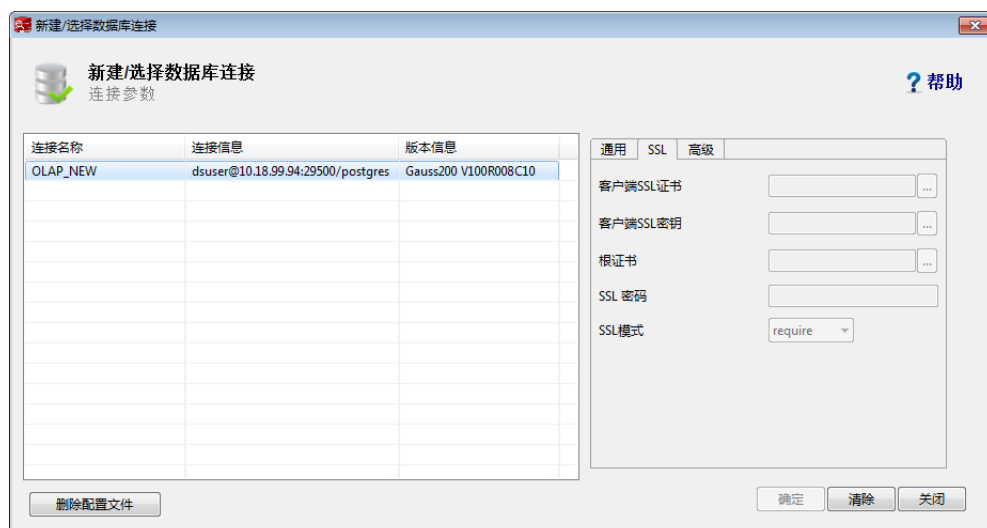 新建/选择数据库连接
新建/选择数据库连接
连接参数
? 帮助
连接名称 连接信息 版本信息
OLAP_NEW dsuser@10.18.99.94:29500/postgres Gauss200 V100R008C10
通用 SSL 高级
客户端SSL证书 ...
客户端SSL密钥 ...
根证书 ...
SSL 密码
SSL模式 require
删除配置文件 确定 清除 关闭